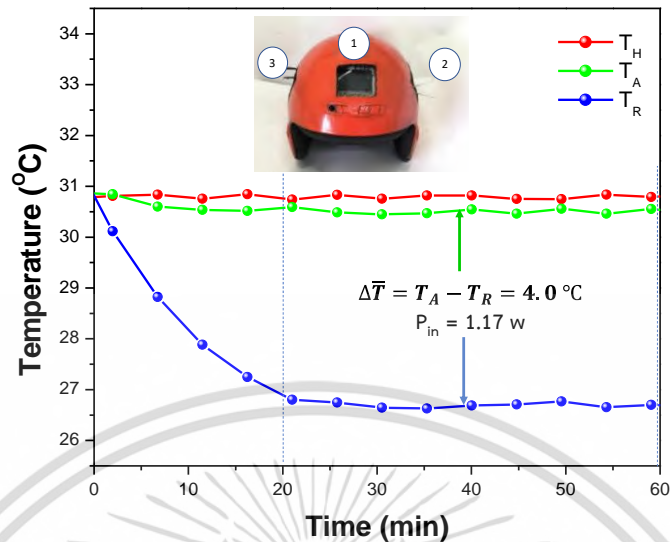 34
33
32
31
30
29
28
27
26
Temperature (°C)
1
2
3
T_H
T_A
T_R
ΔT̿ = T_A − T_R = 4.0 °C
P_in = 1.17 w
0 10 20 30 40 50 60
Time (min)